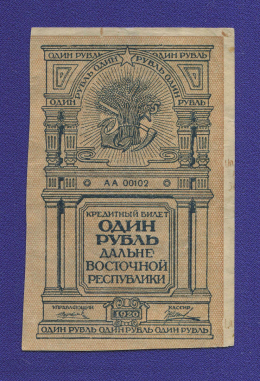 ОДИН РУБЛЬ ОДИН РУБЛЬ
РУБЛЬ ОДИН РУБЛЬ ОДИН
ОДИН РУБЛЬ
АА 00102
КРЕДИТНЫЙ БИЛЕТ
ОДИН
РУБЛЬ
ДАЛЬНЕ
ВОСТОЧНОЙ
РЕСПУБЛИКИ
УПРАВЛЯЮЩИЙ КАССИР
1920
ОДИН РУБЛЬ ОДИН РУБЛЬ ОДИН РУБЛЬ